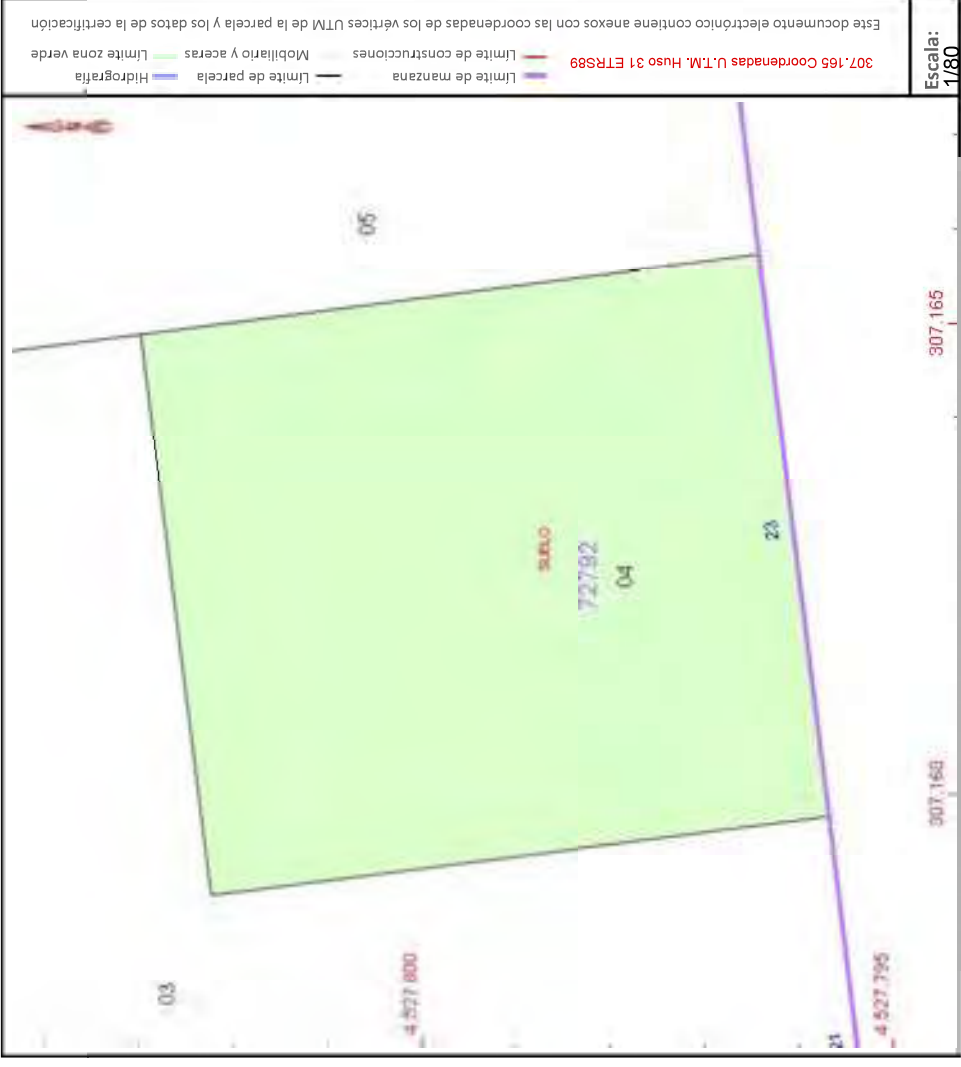 Este documento electrónico contiene anexos con las coordenadas de los vértices UTM de la parcela y los datos de la certificación
307.165 Coordenadas U.T.M. Huso 31 ETRS89
Límite de manzana
Límite de construcciones
Límite de parcela
Mobiliario y aceras
Hidrografía
Límite zona verde
Escala:
1/80
05
307.165
SUELO
72792
04
23
307.160
03
4.527.800
4.527.795
21